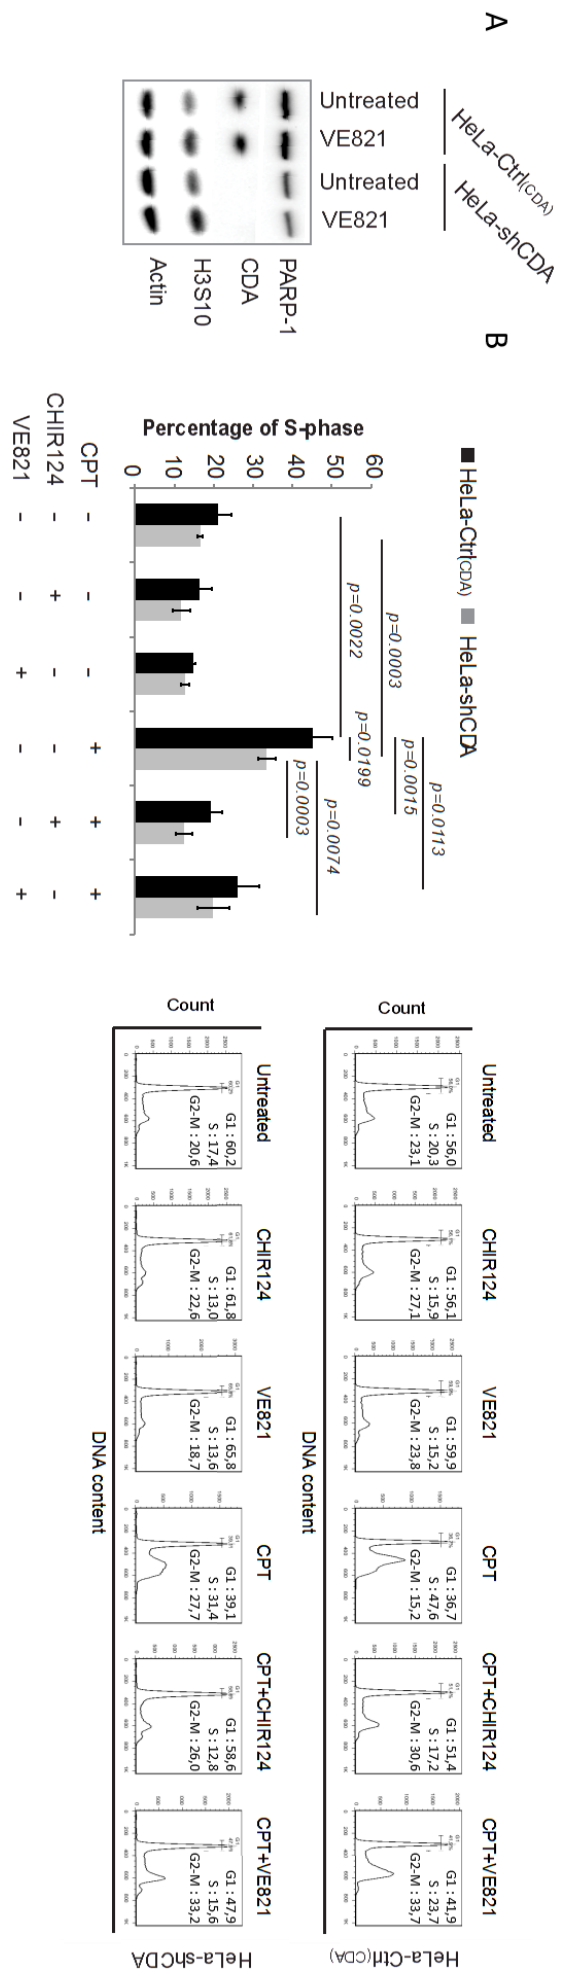 A
HeLa-Ctrl(CDA)
HeLa-shCDA
Untreated
VE821
Untreated
VE821
PARP-1
CDA
H3S10
Actin
B
HeLa-Ctrl(CDA) HeLa-shCDA
Percentage of S-phase
60
50
40
30
20
10
0
p=0.0113
p=0.0003
p=0.0015
p=0.0022
p=0.0199
p=0.0074
p=0.0003
CPT - - - + + +
CHIR124 - + - - + -
VE821 - - + - - +
Untreated CHIR124 VE821 CPT CPT+CHIR124 CPT+VE821
Count
G1 : 56,0
S : 20,3
G2-M : 23,1
G1 : 56,1
S : 15,9
G2-M : 27,1
G1 : 59,9
S : 15,2
G2-M : 23,8
G1 : 36,7
S : 47,6
G2-M : 15,2
G1 : 51,4
S : 17,2
G2-M : 30,6
G1 : 41,9
S : 23,7
G2-M : 33,7
HeLa-Ctrl(CDA)
DNA content
Untreated CHIR124 VE821 CPT CPT+CHIR124 CPT+VE821
Count
G1 : 60,2
S : 17,4
G2-M : 20,6
G1 : 61,8
S : 13,0
G2-M : 22,6
G1 : 65,8
S : 13,6
G2-M : 18,7
G1 : 39,1
S : 31,4
G2-M : 27,7
G1 : 58,6
S : 12,8
G2-M : 26,0
G1 : 47,9
S : 15,6
G2-M : 33,2
HeLa-shCDA
DNA content